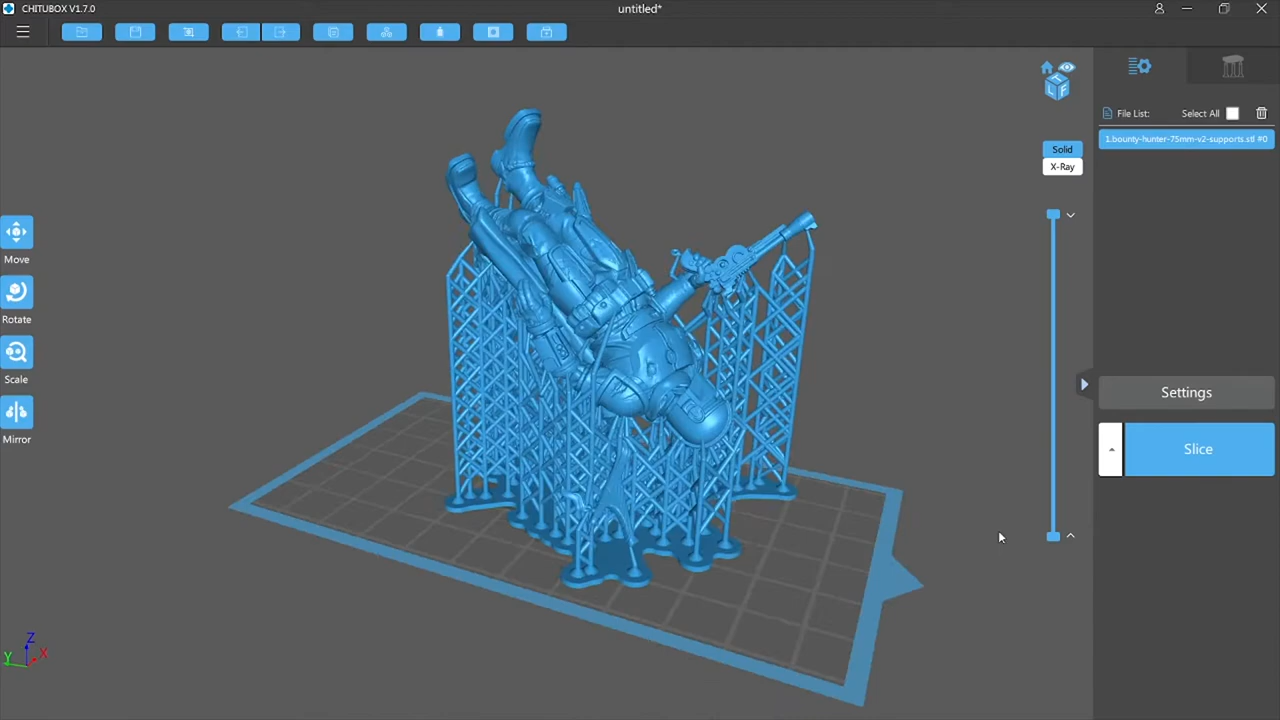 CHITUBOX V1.7.0
untitled*
File List:
Select All
1.bounty-hunter-75mm-v2-supports.stl #0
Solid
X-Ray
Move
Rotate
Scale
Mirror
Settings
Slice
T
L F
Z
Y X